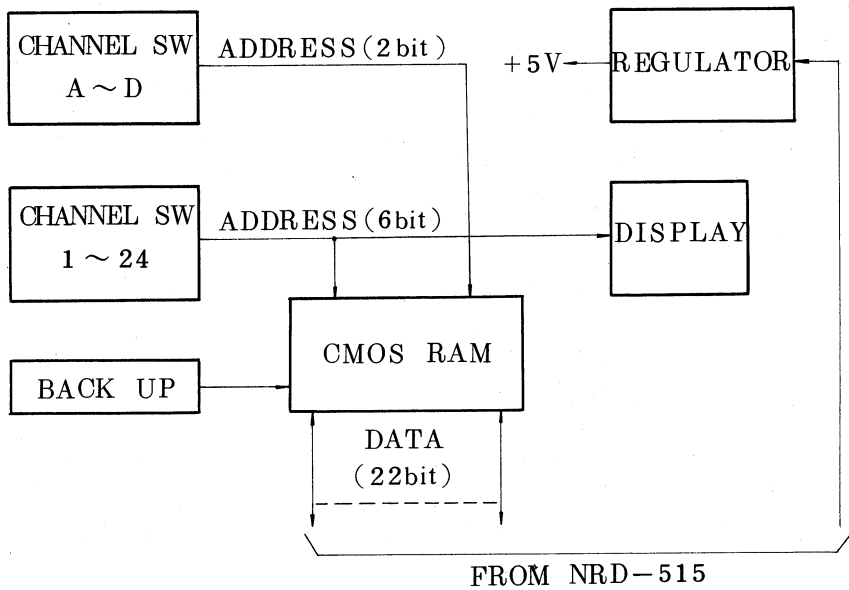 CHANNEL SW
A～D
ADDRESS(2bit)
+5V
REGULATOR
CHANNEL SW
1～24
ADDRESS(6bit)
DISPLAY
CMOS RAM
BACK UP
DATA
(22bit)
FROM NRD-515